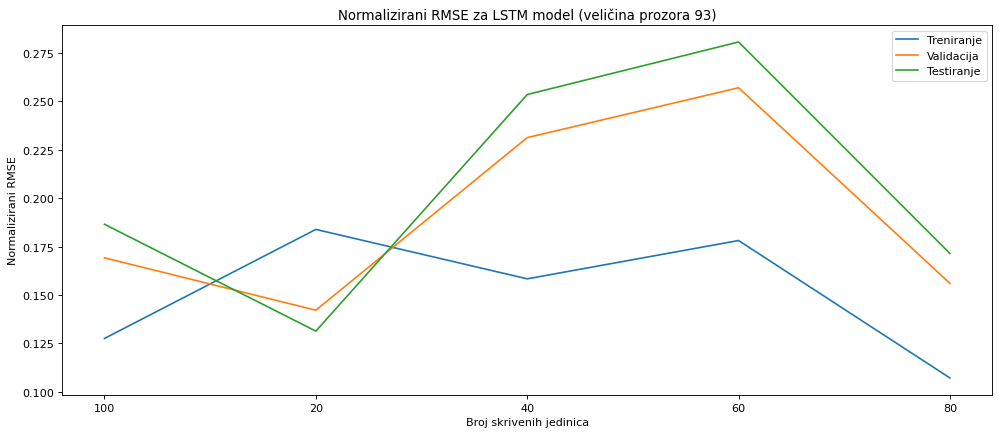 Normalizirani RMSE za LSTM model (veličina prozora 93)
Treniranje
Validacija
Testiranje
Normalizirani RMSE
0.275
0.250
0.225
0.200
0.175
0.150
0.125
0.100
100 20 40 60 80
Broj skrivenih jedinica